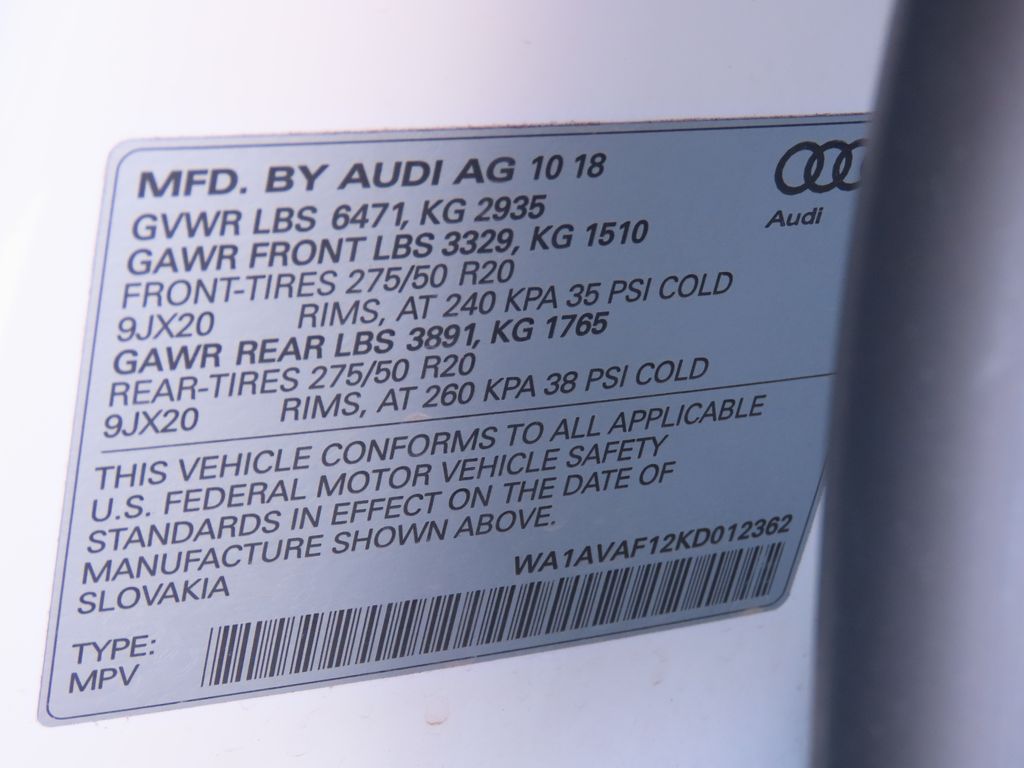 MFD. BY AUDI AG 10 18
Audi
GVWR LBS 6471, KG 2935
GAWR FRONT LBS 3329, KG 1510
FRONT-TIRES 275/50 R20
9JX20 RIMS, AT 240 KPA 35 PSI COLD
GAWR REAR LBS 3891, KG 1765
REAR-TIRES 275/50 R20
9JX20 RIMS, AT 260 KPA 38 PSI COLD
THIS VEHICLE CONFORMS TO ALL APPLICABLE
U.S. FEDERAL MOTOR VEHICLE SAFETY
STANDARDS IN EFFECT ON THE DATE OF
MANUFACTURE SHOWN ABOVE.
SLOVAKIA
WA1AVAF12KD012362
TYPE:
MPV